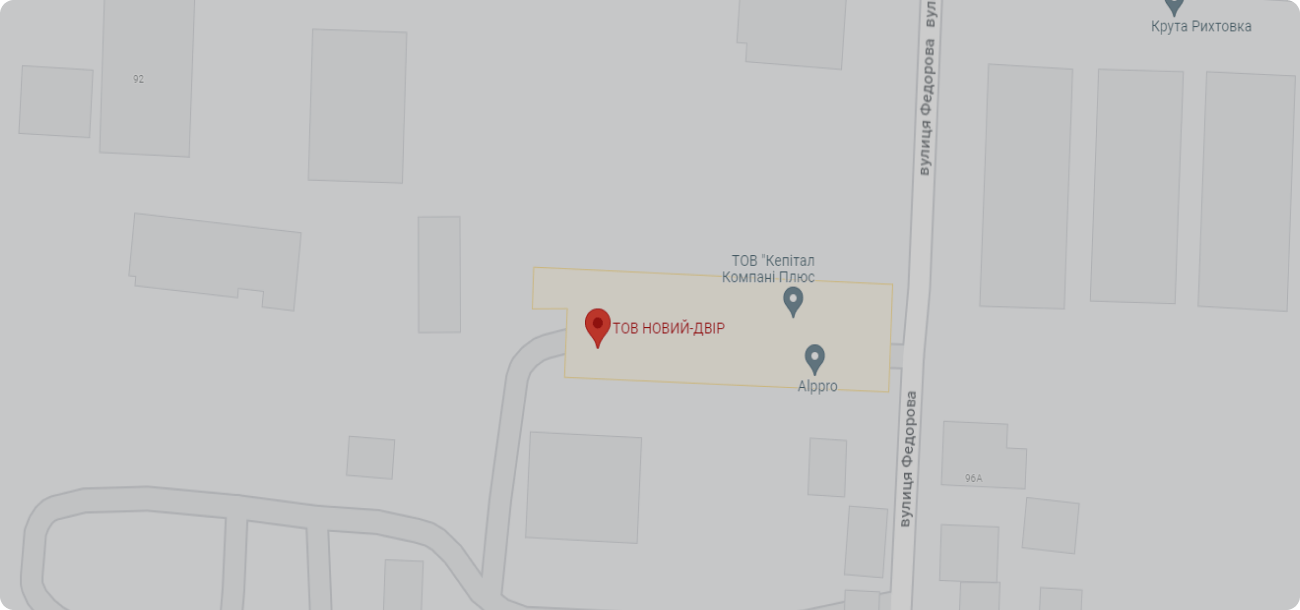 вул
Крута Рихтовка
92
вулиця Федорова
ТОВ "Кепітал
Компані Плюс
ТОВ НОВИЙ-ДВІР
Alppro
вулиця Федорова
96А